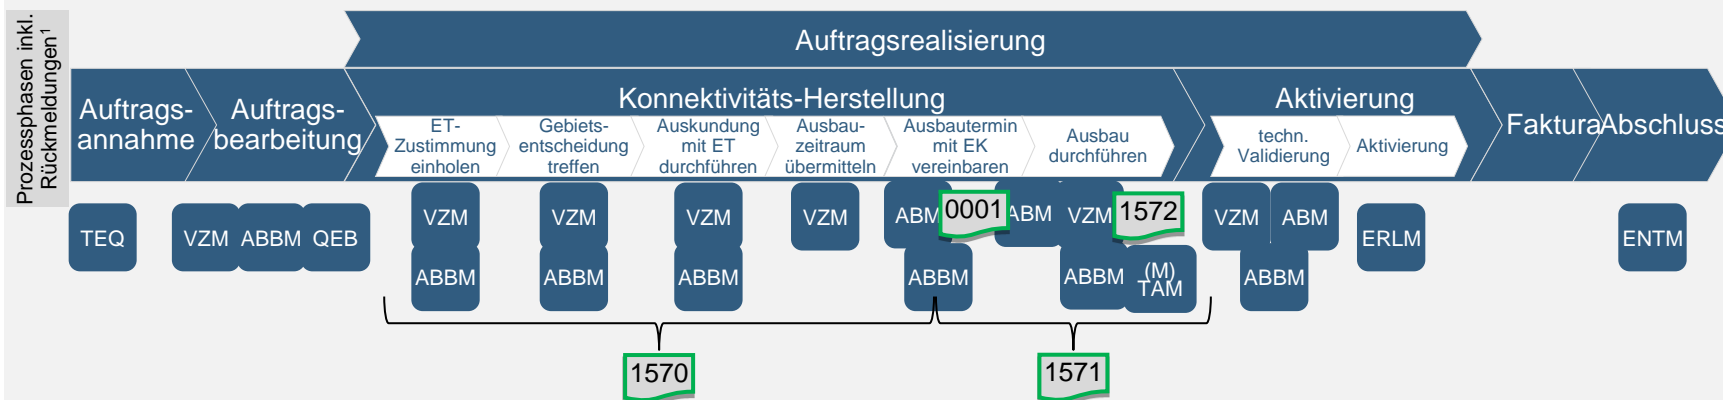 Prozessphasen inkl.
Rückmeldungen¹
Auftragsrealisierung
Auftrags-
annahme
Auftrags-
bearbeitung
Konnektivitäts-Herstellung
ET-
Zustimmung
einholen
Gebiets-
entscheidung
treffen
Auskundung
mit ET
durchführen
Ausbau-
zeitraum
übermitteln
Ausbautermin
mit EK
vereinbaren
Ausbau
durchführen
Aktivierung
techn.
Validierung
Aktivierung
Faktura
Abschluss
TEQ
VZM
ABBM
QEB
VZM
ABBM
VZM
ABBM
VZM
ABBM
VZM
ABM
0001
ABBM
ABM
VZM
1572
ABBM
(M)
TAM
VZM
ABM
ABBM
ERLM
ENTM
1570
1571